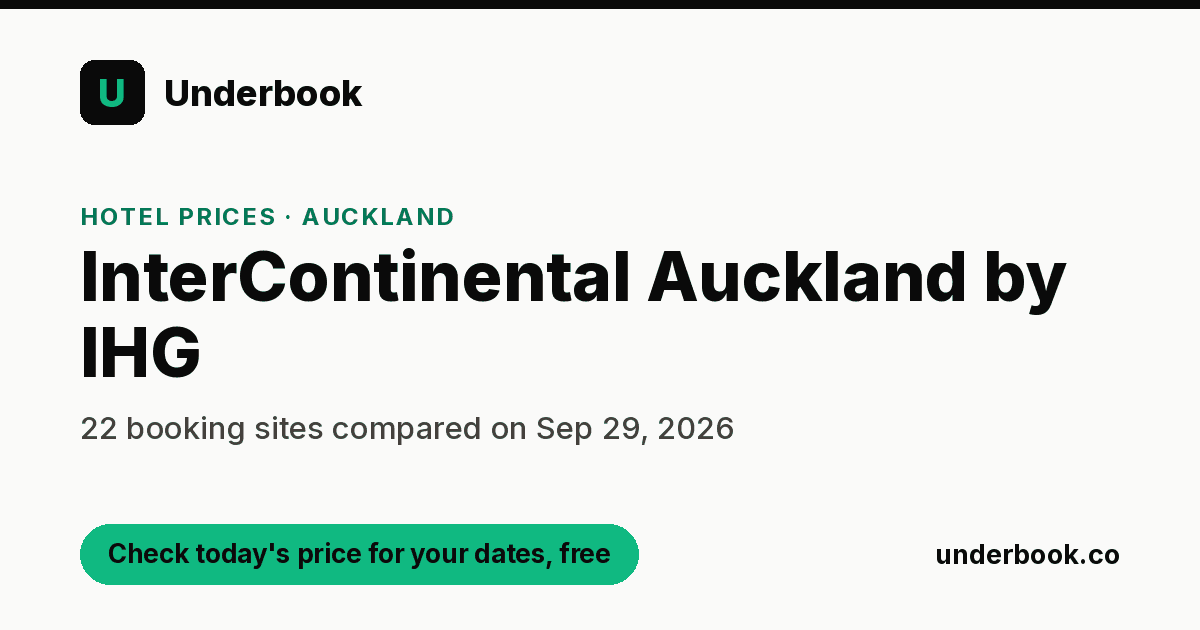 U
Underbook
HOTEL PRICES · AUCKLAND
InterContinental Auckland by
IHG
22 booking sites compared on Sep 29, 2026
Check today's price for your dates, free
underbook.co